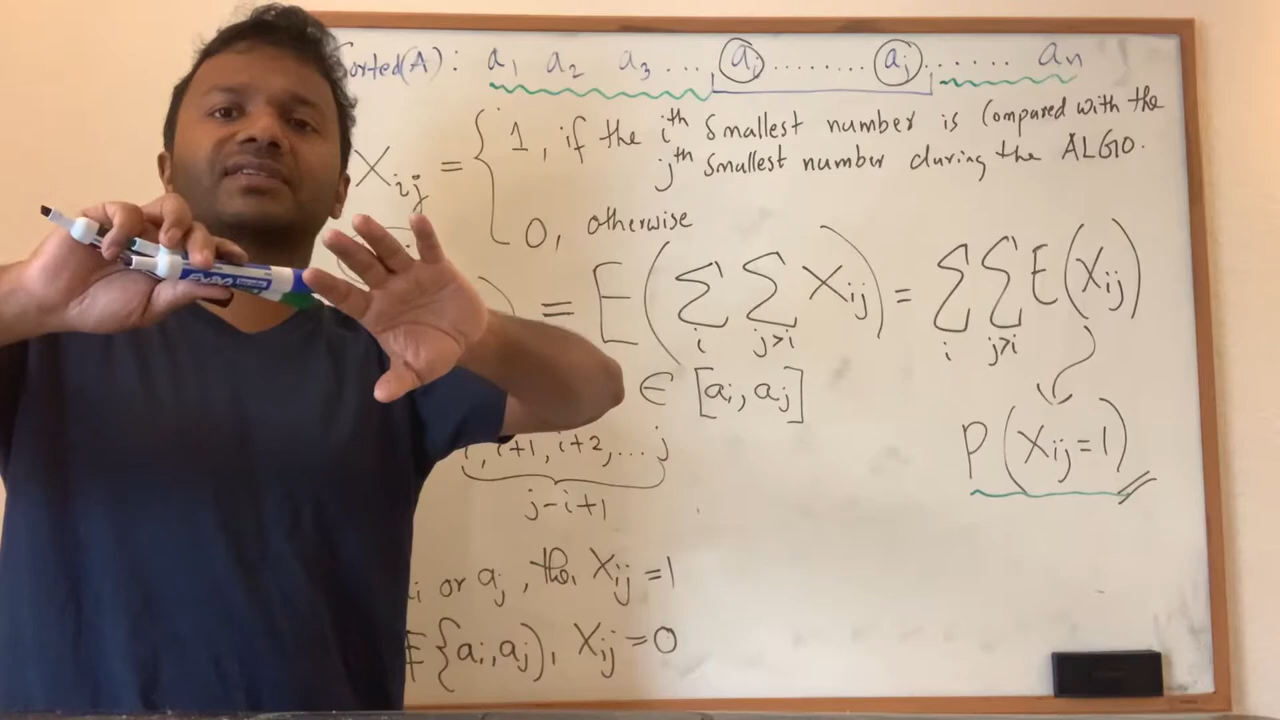 Sorted(A): a₁ a₂ a₃ ... aᵢ ........ aⱼ ...... aₙ
Xᵢⱼ = { 1, if the iᵗʰ smallest number is compared with the
jᵗʰ smallest number during the ALGO.
0, otherwise
) = E(∑ᵢ ∑ⱼ>ᵢ Xᵢⱼ) = ∑ᵢ ∑ⱼ>ᵢ E(Xᵢⱼ)
∈ [aᵢ, aⱼ]
P(Xᵢⱼ=1)
i+1, i+2, ... j
j-i+1
or aⱼ, then Xᵢⱼ =1
{aᵢ, aⱼ}, Xᵢⱼ =0
EXPO